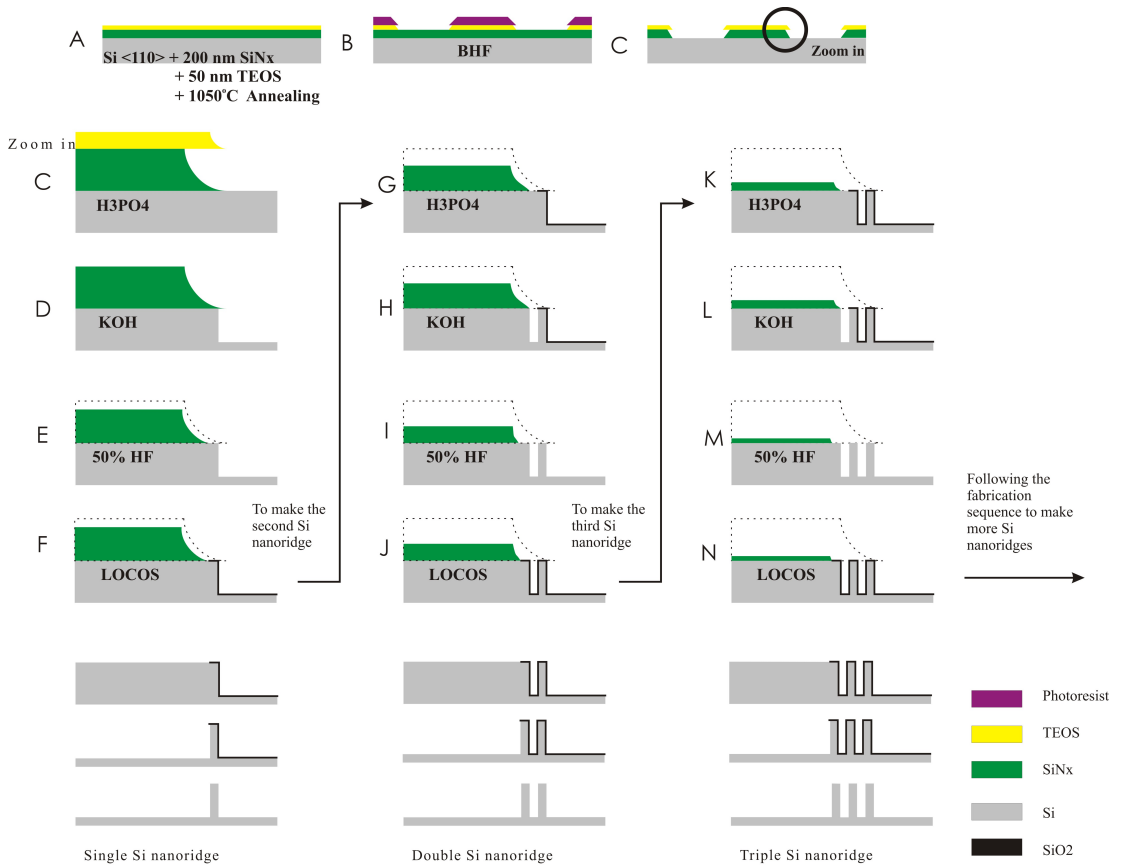 A
Si <110> + 200 nm SiNx
+ 50 nm TEOS
+ 1050°C Annealing
B
BHF
C
Zoom in
Zoom in
C
H3PO4
D
KOH
E
50% HF
F
LOCOS
To make the
second Si
nanoridge
G
H3PO4
H
KOH
I
50% HF
J
LOCOS
To make the
third Si
nanoridge
K
H3PO4
L
KOH
M
50% HF
N
LOCOS
Following the
fabrication
sequence to make
more Si
nanoridges
Single Si nanoridge
Double Si nanoridge
Triple Si nanoridge
Photoresist
TEOS
SiNx
Si
SiO2